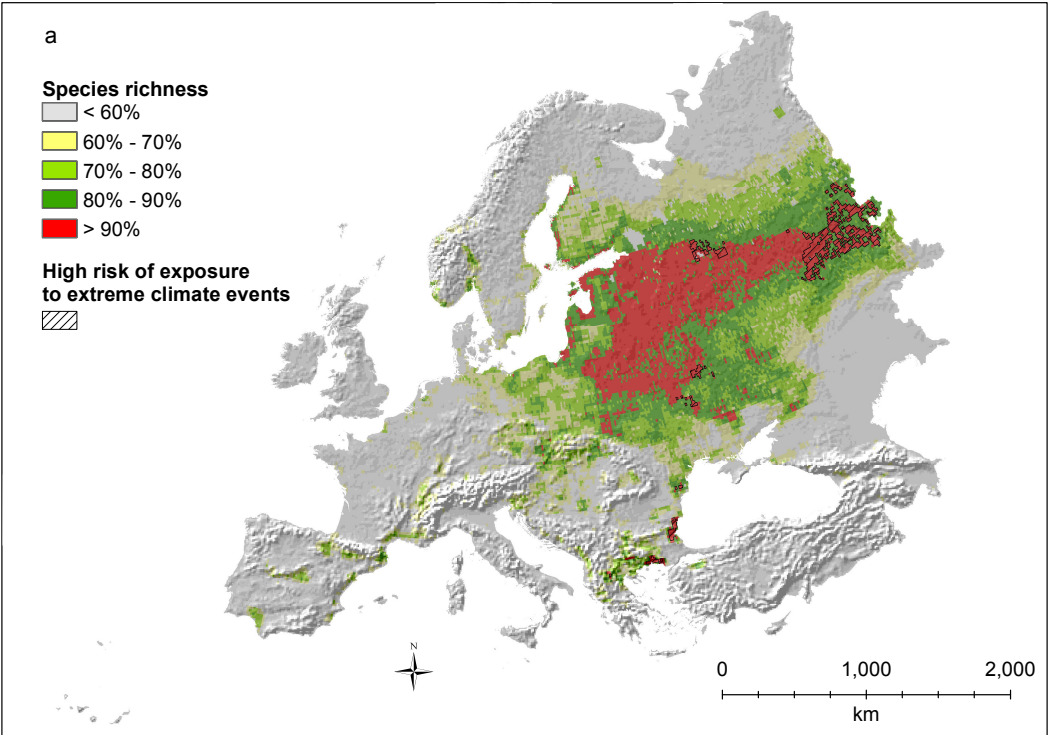 a
Species richness
< 60%
60% - 70%
70% - 80%
80% - 90%
> 90%
High risk of exposure
to extreme climate events
N
0 1,000 2,000
km